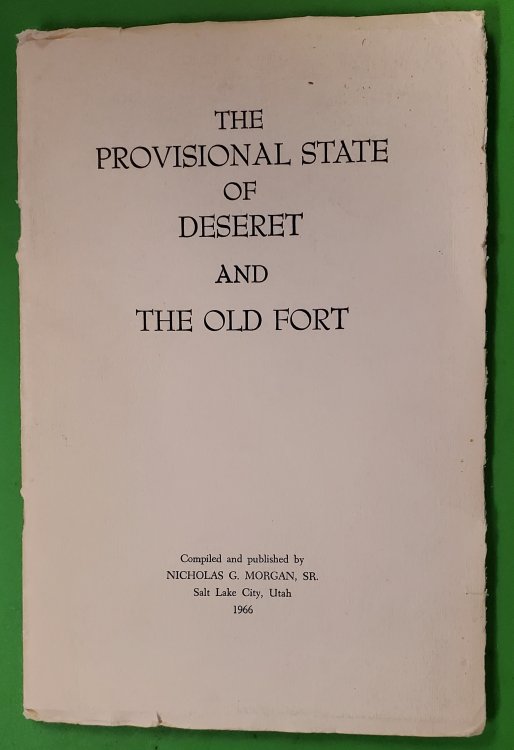 THE
PROVISIONAL STATE
OF
DESERET
AND
THE OLD FORT
Compiled and published by
NICHOLAS G. MORGAN, SR.
Salt Lake City, Utah
1966